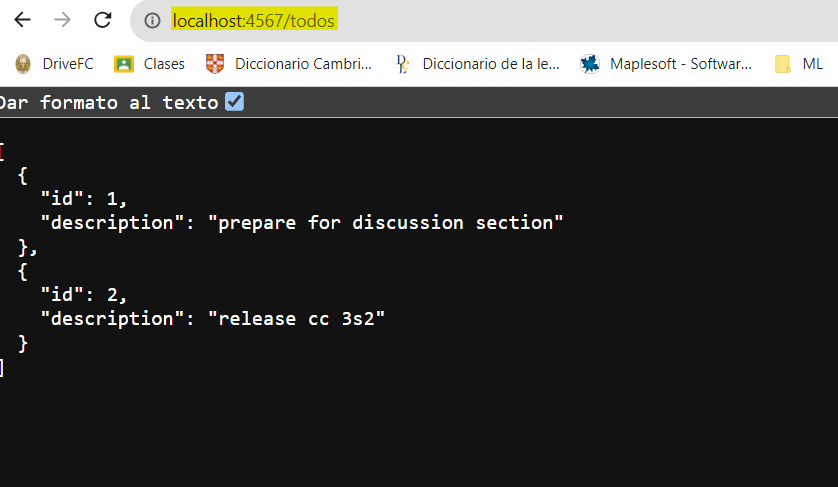 localhost:4567/todos
DriveFC Clases Diccionario Cambri... Diccionario de la le... Maplesoft - Softwar... ML
Dar formato al texto
[
{
"id": 1,
"description": "prepare for discussion section"
},
{
"id": 2,
"description": "release cc 3s2"
}
]